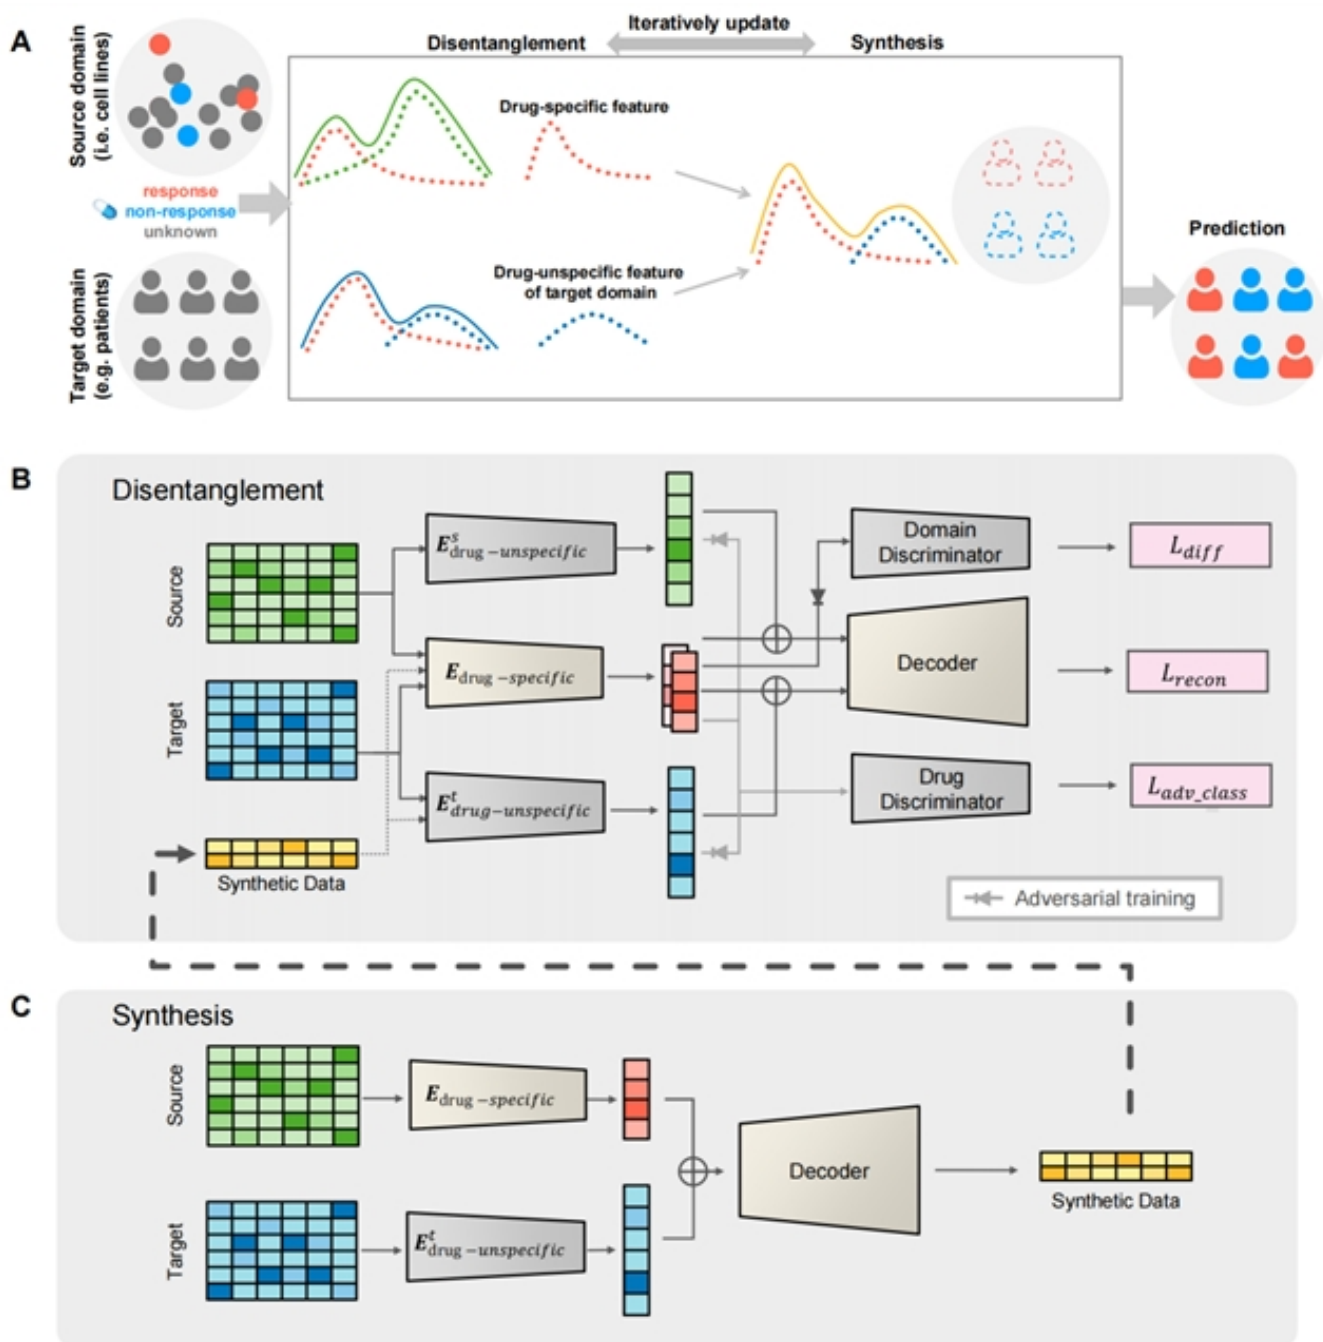 A
Source domain
(i.e. cell lines)
response
non-response
unknown
Target domain
(e.g. patients)
Disentanglement
Iteratively update
Synthesis
Drug-specific feature
Drug-unspecific feature
of target domain
Prediction
B
Disentanglement
Source
Target
Synthetic Data
E^s_drug-unspecific
E_drug-specific
E^t_drug-unspecific
Domain
Discriminator
Decoder
Drug
Discriminator
L_diff
L_recon
L_adv_class
Adversarial training
C
Synthesis
Source
Target
E_drug-specific
E^t_drug-unspecific
Decoder
Synthetic Data